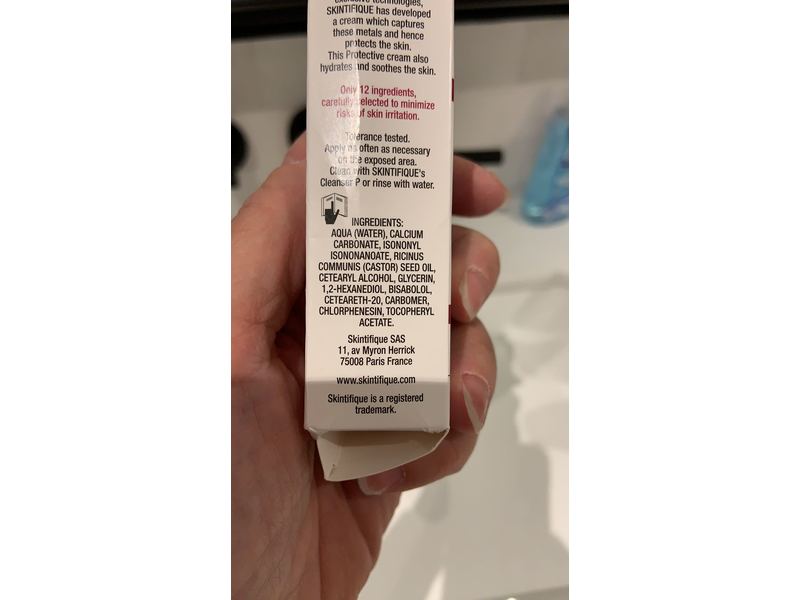 exclusive technologies,
SKINTIFIQUE has developed
a cream which captures
these metals and hence
protects the skin.
This Protective cream also
hydrates and soothes the skin.
Only 12 ingredients,
carefully selected to minimize
risks of skin irritation.
Tolerance tested.
Apply as often as necessary
on the exposed area.
Clean with SKINTIFIQUE'S
Cleanser P or rinse with water.
INGREDIENTS:
AQUA (WATER), CALCIUM
CARBONATE, ISONONYL
ISONONANOATE, RICINUS
COMMUNIS (CASTOR) SEED OIL,
CETEARYL ALCOHOL, GLYCERIN,
1,2-HEXANEDIOL, BISABOLOL,
CETEARETH-20, CARBOMER,
CHLORPHENESIN, TOCOPHERYL
ACETATE.
Skintifique SAS
11, av Myron Herrick
75008 Paris France
www.skintifique.com
Skintifique is a registered
trademark.